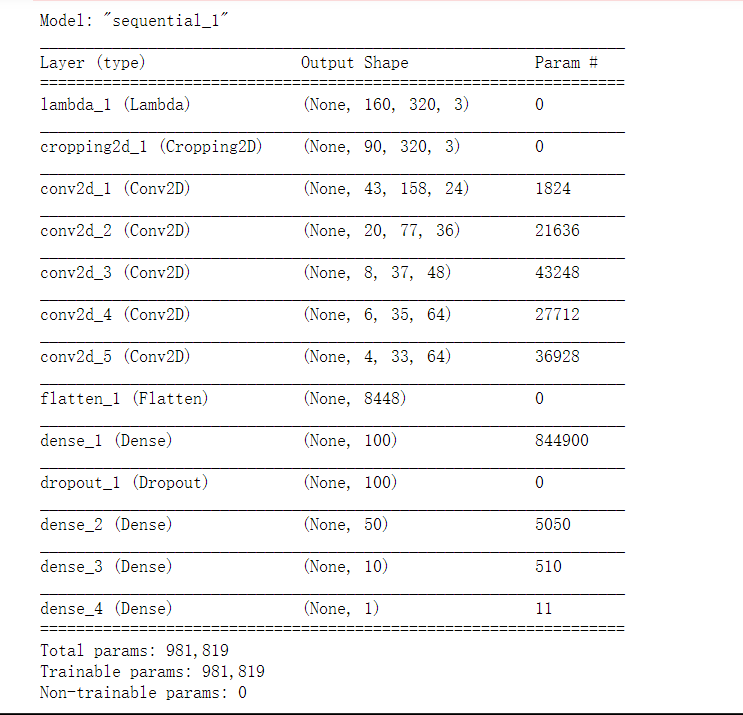 Model: "sequential_1"
Layer (type) Output Shape Param #
lambda_1 (Lambda) (None, 160, 320, 3) 0
cropping2d_1 (Cropping2D) (None, 90, 320, 3) 0
conv2d_1 (Conv2D) (None, 43, 158, 24) 1824
conv2d_2 (Conv2D) (None, 20, 77, 36) 21636
conv2d_3 (Conv2D) (None, 8, 37, 48) 43248
conv2d_4 (Conv2D) (None, 6, 35, 64) 27712
conv2d_5 (Conv2D) (None, 4, 33, 64) 36928
flatten_1 (Flatten) (None, 8448) 0
dense_1 (Dense) (None, 100) 844900
dropout_1 (Dropout) (None, 100) 0
dense_2 (Dense) (None, 50) 5050
dense_3 (Dense) (None, 10) 510
dense_4 (Dense) (None, 1) 11
Total params: 981,819
Trainable params: 981,819
Non-trainable params: 0